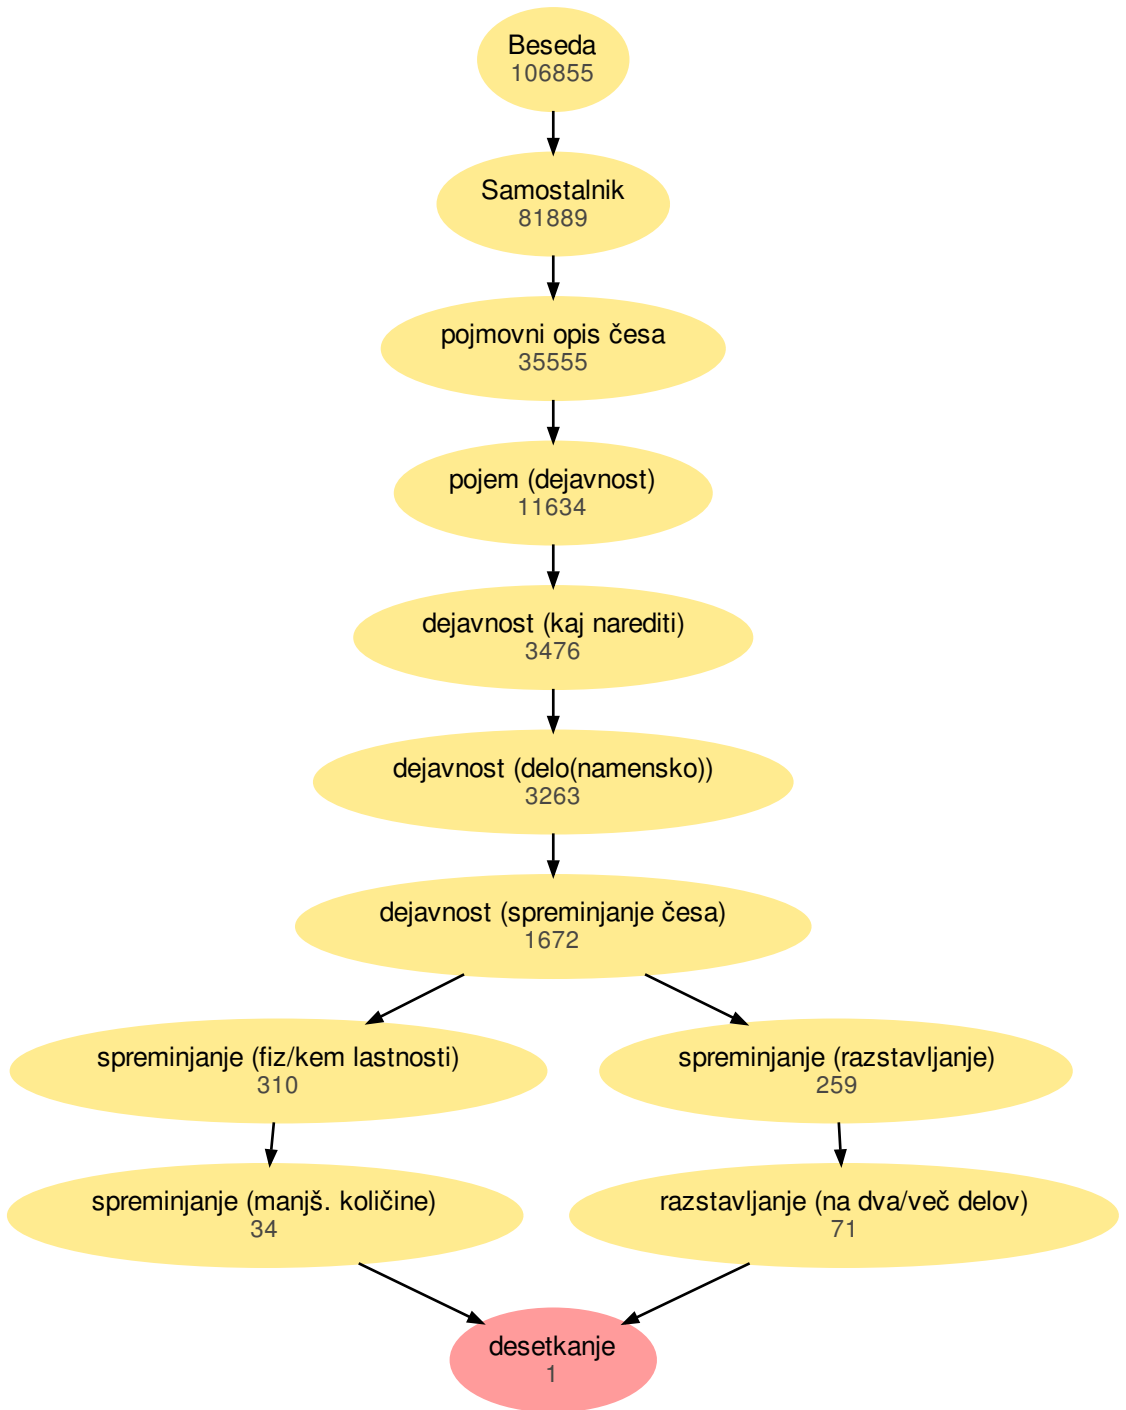 Beseda
106855
Samostalnik
81889
pojmovni opis česa
35555
pojem (dejavnost)
11634
dejavnost (kaj narediti)
3476
dejavnost (delo(namensko))
3263
dejavnost (spreminjanje česa)
1672
spreminjanje (fiz/kem lastnosti)
310
spreminjanje (razstavljanje)
259
spreminjanje (manjš. količine)
34
razstavljanje (na dva/več delov)
71
desetkanje
1